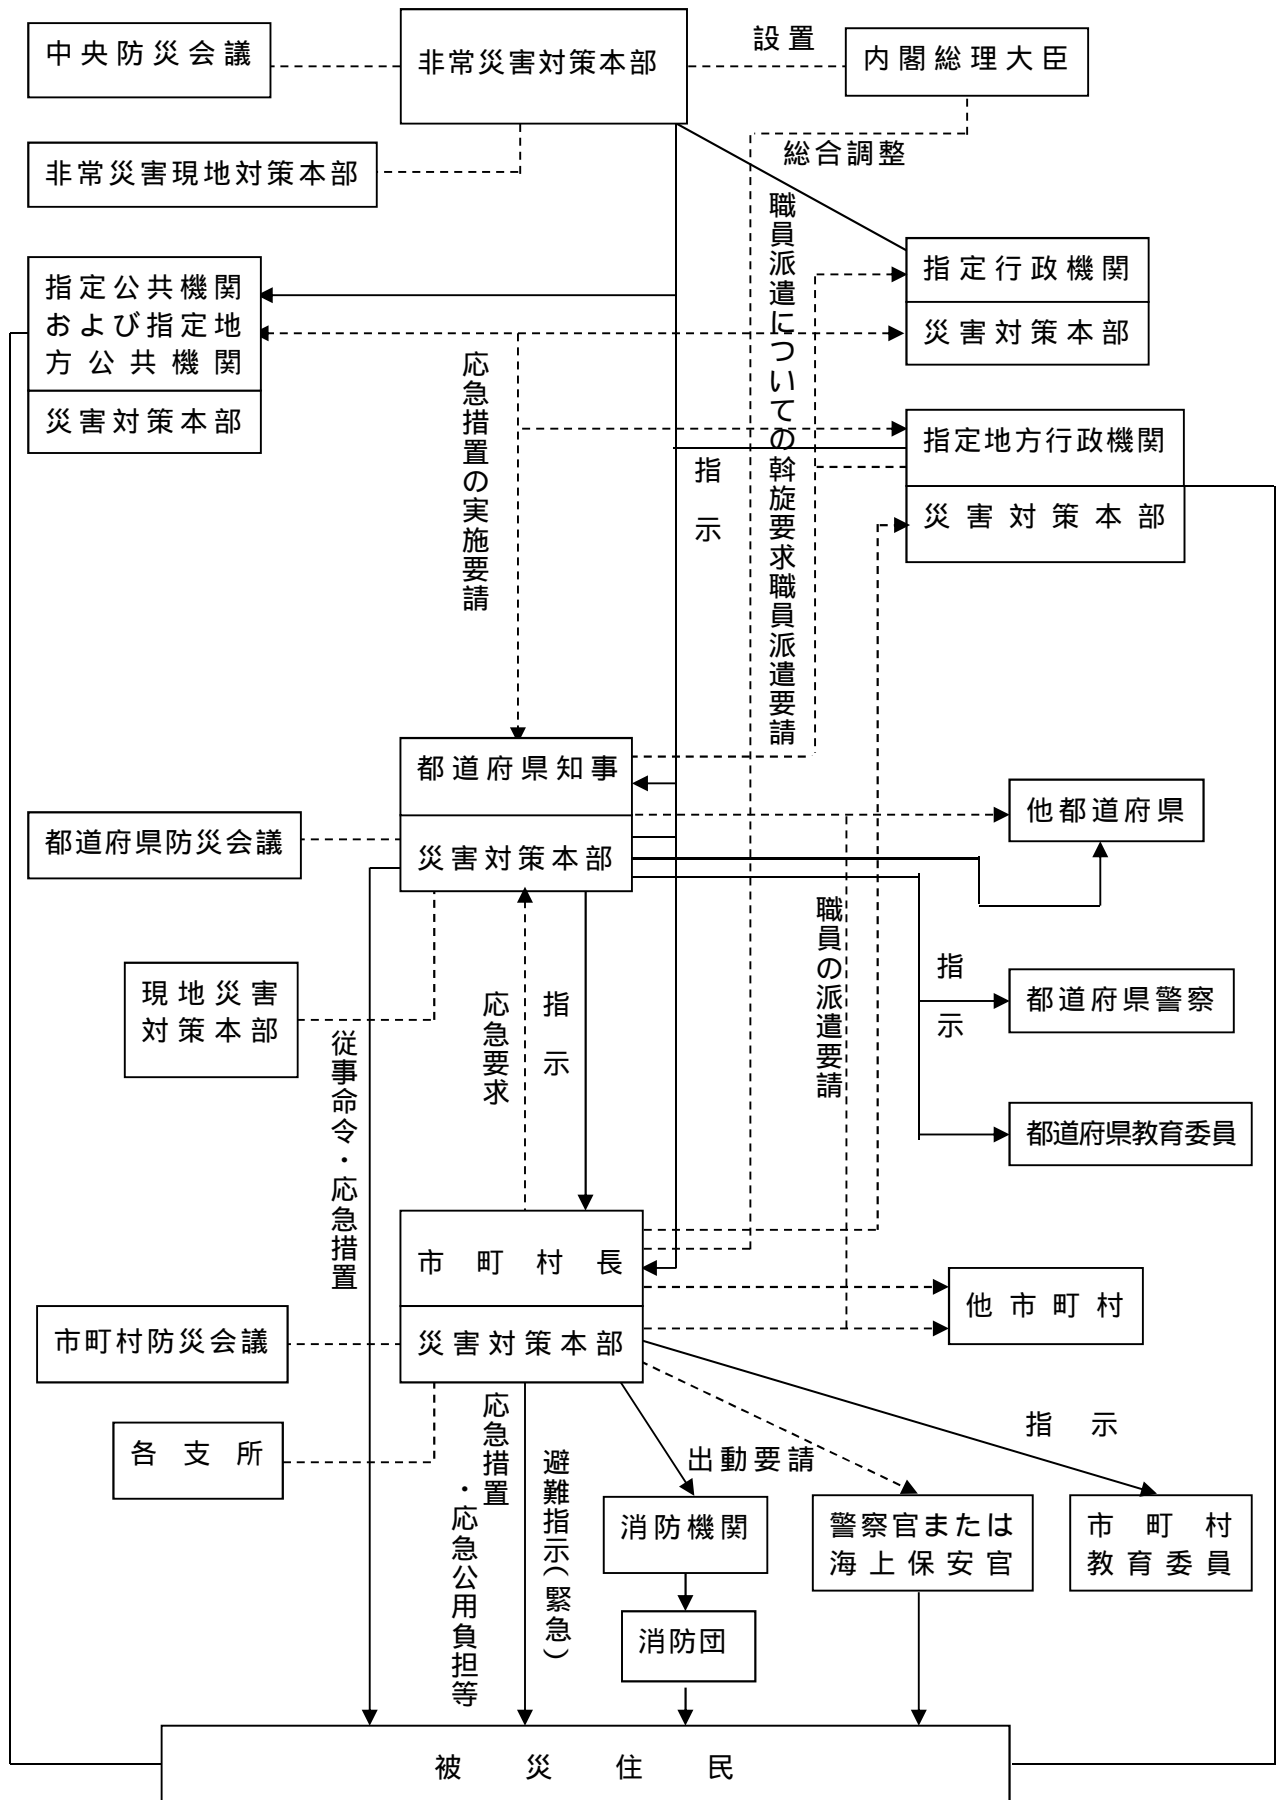 中央防災会議
非常災害対策本部
設置
内閣総理大臣
非常災害現地対策本部
総合調整
職員派遣についての斡旋要求職員派遣要請
指定行政機関
災害対策本部
指定公共機関
および指定地
方公共機関
災害対策本部
応急措置の実施要請
指示
指定地方行政機関
災害対策本部
都道府県知事
災害対策本部
都道府県防災会議
他都道府県
職員の派遣要請
指示
都道府県警察
現地災害
対策本部
従事命令・応急措置
応急要求
指示
都道府県教育委員
市町村長
災害対策本部
他市町村
市町村防災会議
各支所
応急措置
・応急公用負担等
避難指示(緊急)
出動要請
指示
消防機関
消防団
警察官または
海上保安官
市町村
教育委員
被災住民